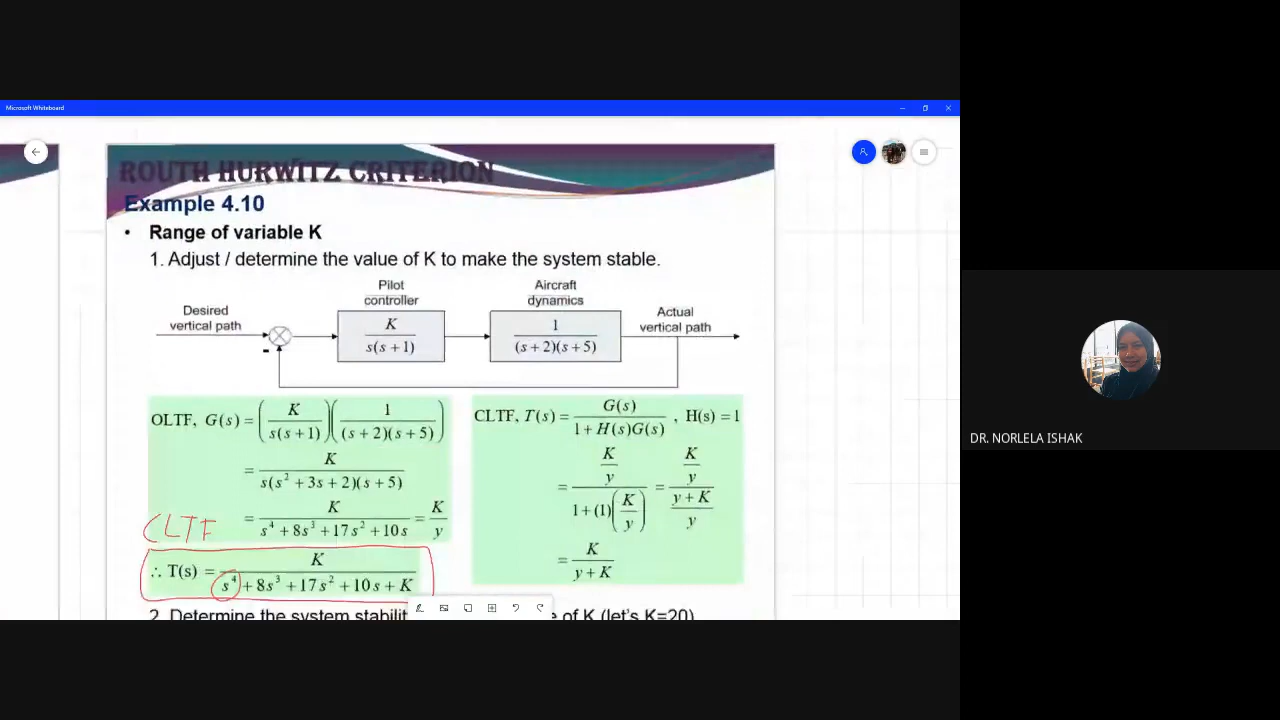 Microsoft Whiteboard
ROUTH HURWITZ CRITERION
Example 4.10
• Range of variable K
1. Adjust / determine the value of K to make the system stable.
Desired vertical path
Pilot controller
K / s(s+1)
Aircraft dynamics
1 / (s+2)(s+5)
Actual vertical path
-
OLTF, G(s) = (K / s(s+1)) (1 / (s+2)(s+5))
= K / s(s² + 3s + 2)(s + 5)
= K / s⁴ + 8s³ + 17s² + 10s = K / y
CLTF
∴ T(s) = K / s⁴ + 8s³ + 17s² + 10s + K
CLTF, T(s) = G(s) / 1 + H(s)G(s) , H(s) = 1
= (K / y) / 1 + (1)(K / y) = (K / y) / (y + K / y)
= K / y + K
2. Determine the system stabilit
e of K (let's K=20)
DR. NORLELA ISHAK